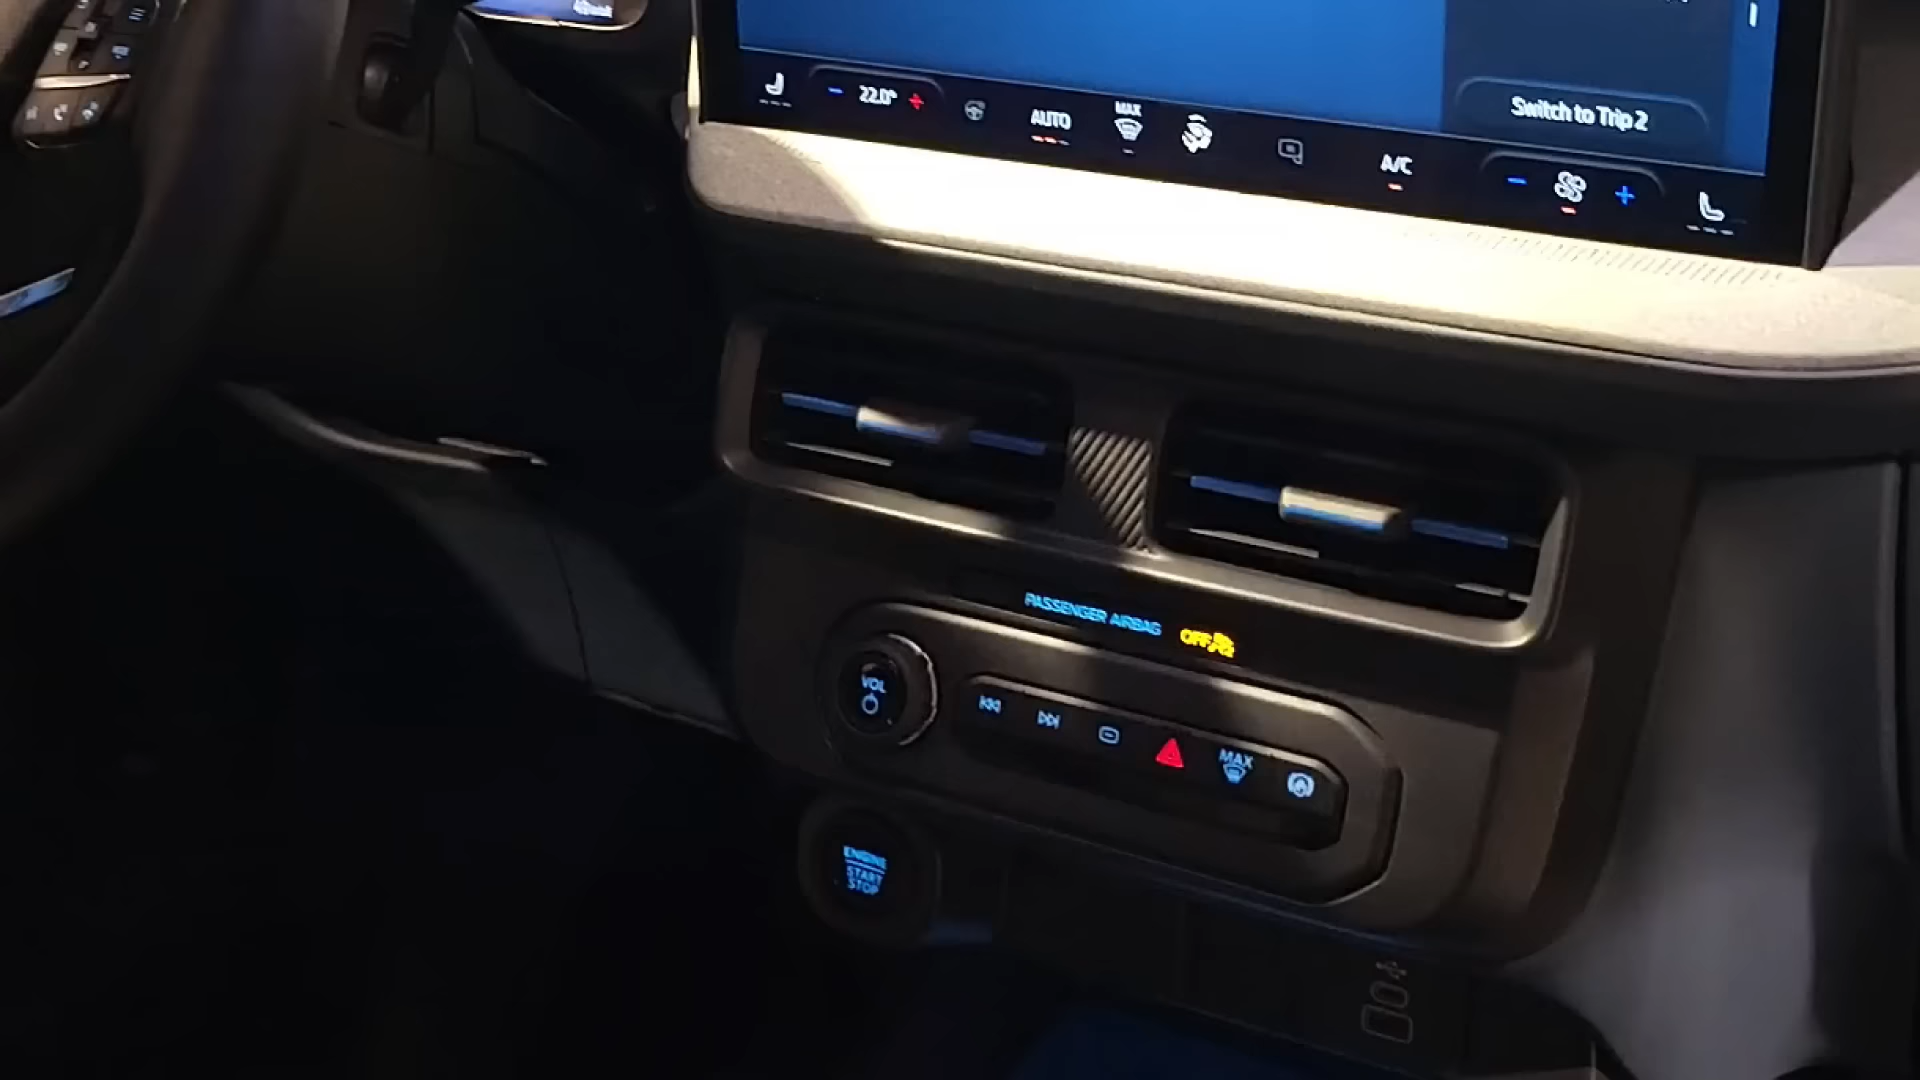 22.0°
AUTO
MAX
A/C
Switch to Trip 2
PASSENGER AIRBAG OFF
VOL
MAX
ENGINE
START
STOP